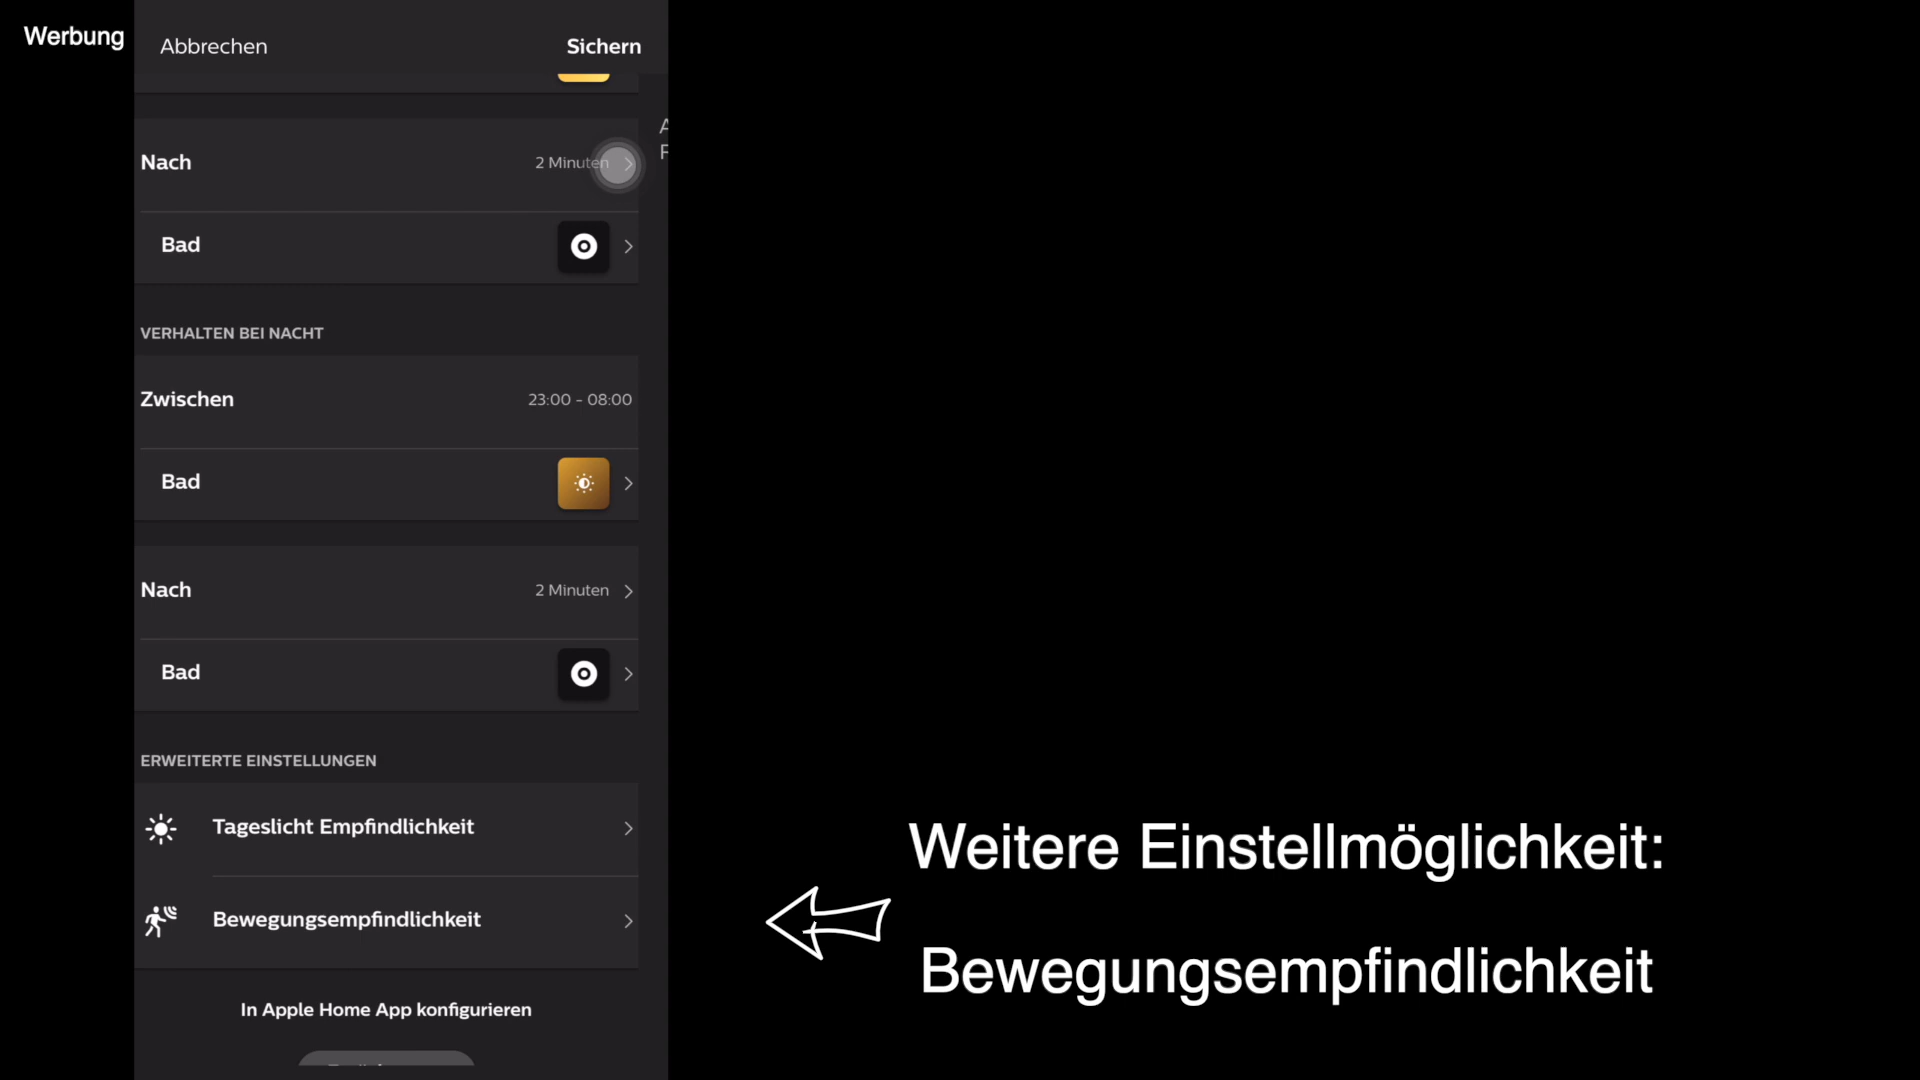 Werbung
Abbrechen
Sichern
Nach
2 Minuten
Bad
VERHALTEN BEI NACHT
Zwischen
23:00 - 08:00
Bad
Nach
2 Minuten
Bad
ERWEITERTE EINSTELLUNGEN
Tageslicht Empfindlichkeit
Bewegungsempfindlichkeit
In Apple Home App konfigurieren
Weitere Einstellmöglichkeit:
Bewegungsempfindlichkeit